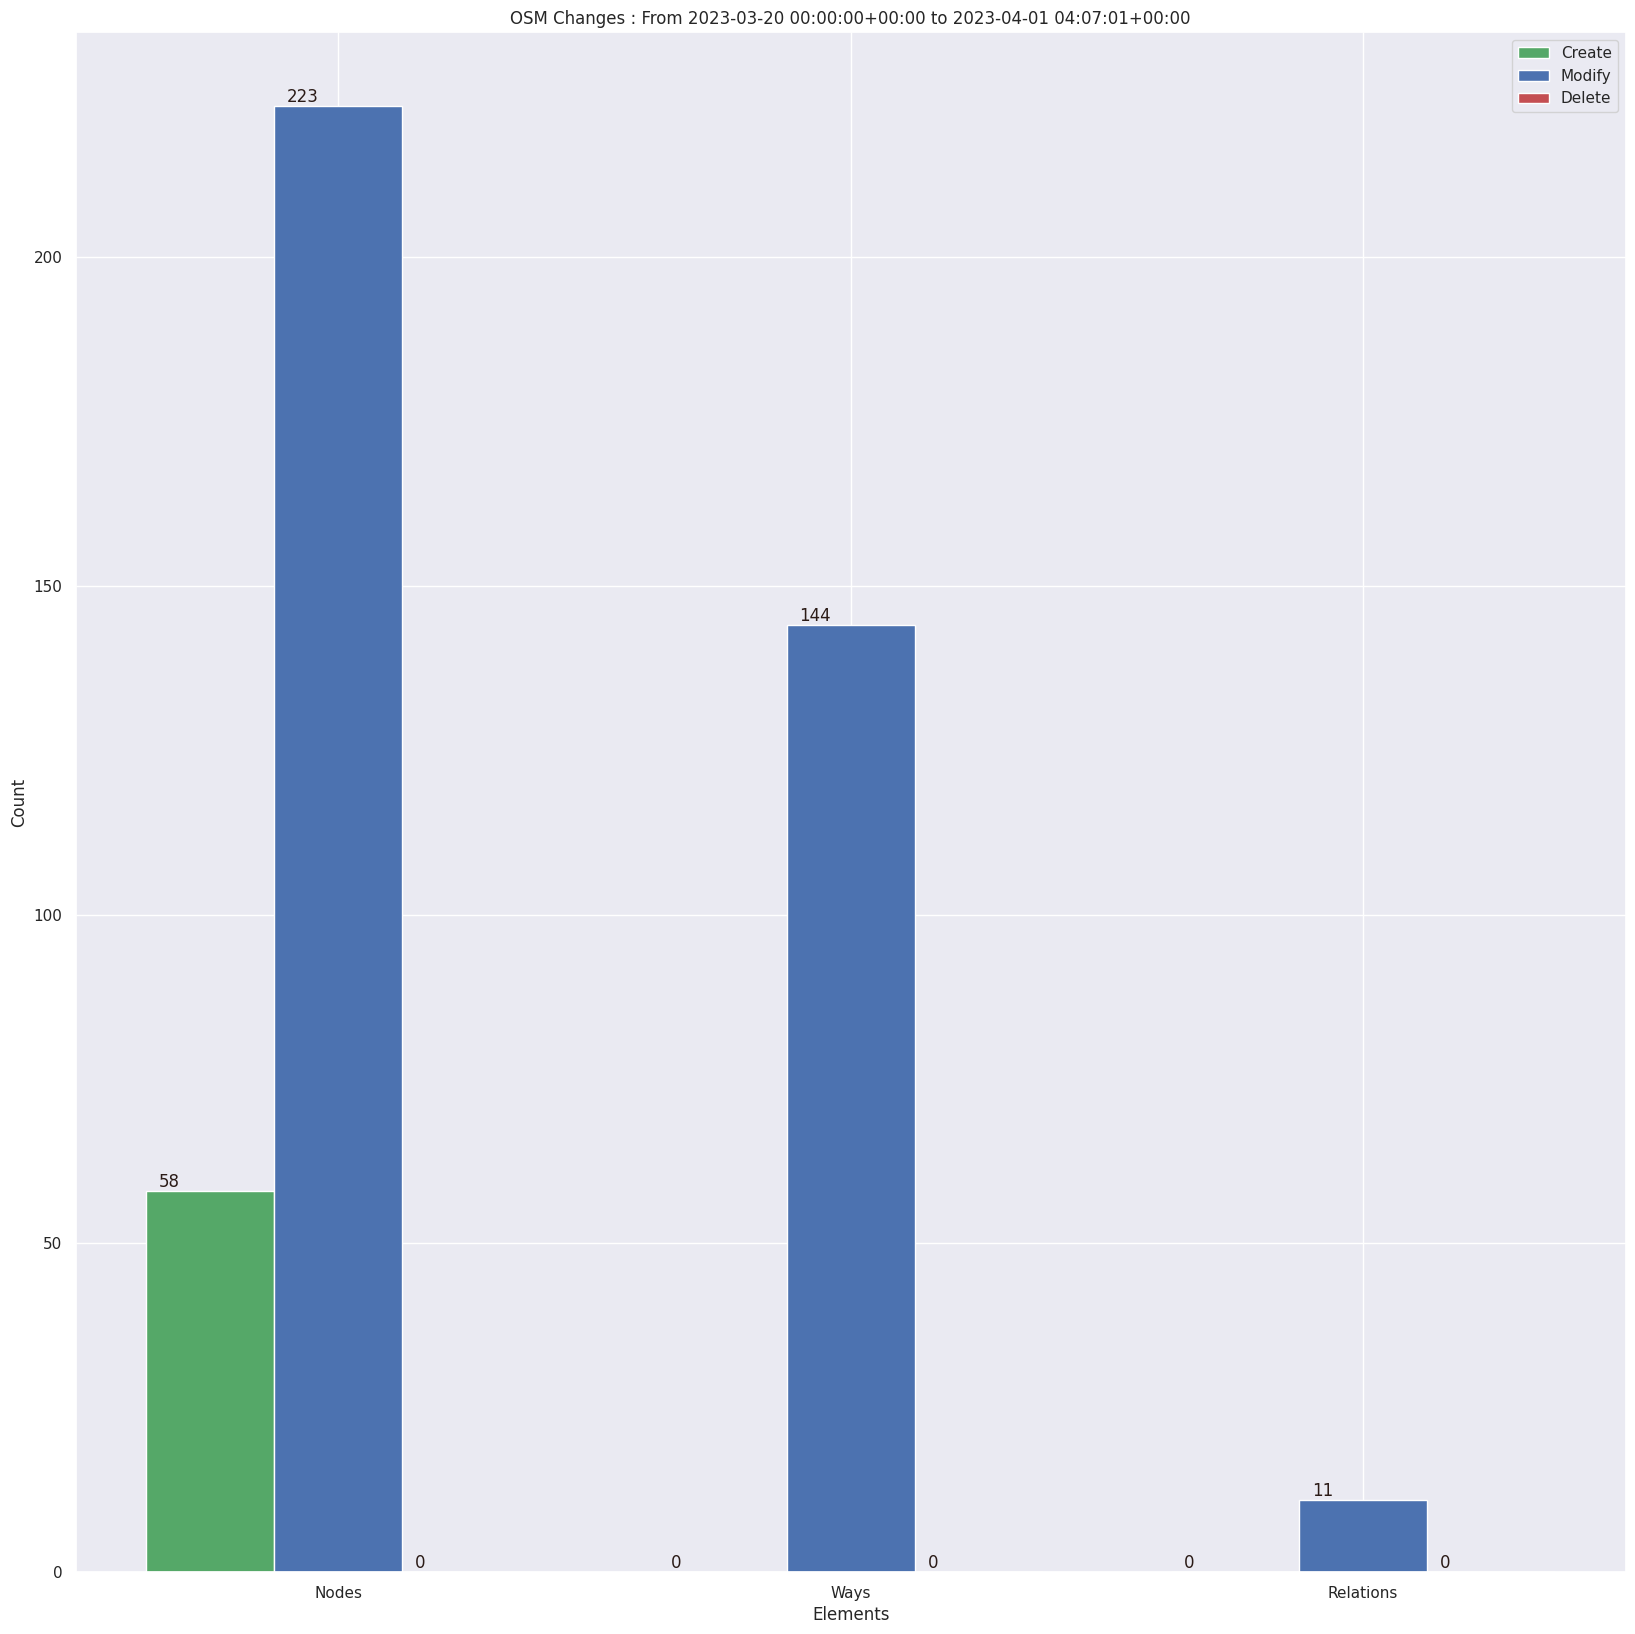 OSM Changes : From 2023-03-20 00:00:00+00:00 to 2023-04-01 04:07:01+00:00
Create
Modify
Delete
223
200
150
144
Count
100
58
50
11
0
0
0
0
0
0
Nodes
Ways
Relations
Elements